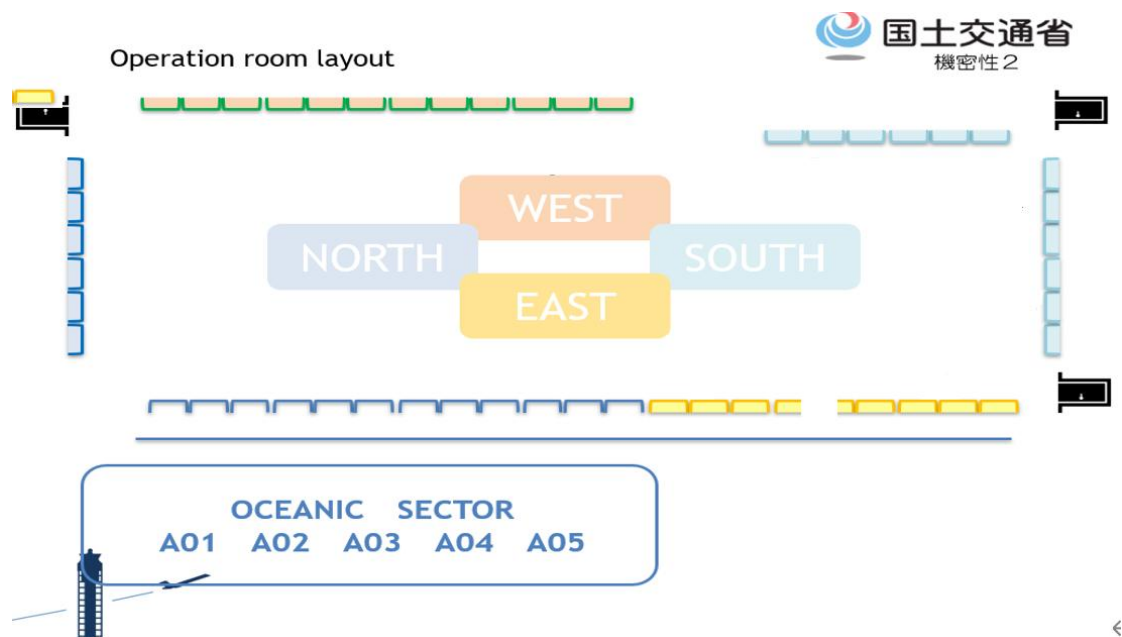 国土交通省
機密性２
Operation room layout
WEST
NORTH
SOUTH
EAST
OCEANIC SECTOR
A01 A02 A03 A04 A05